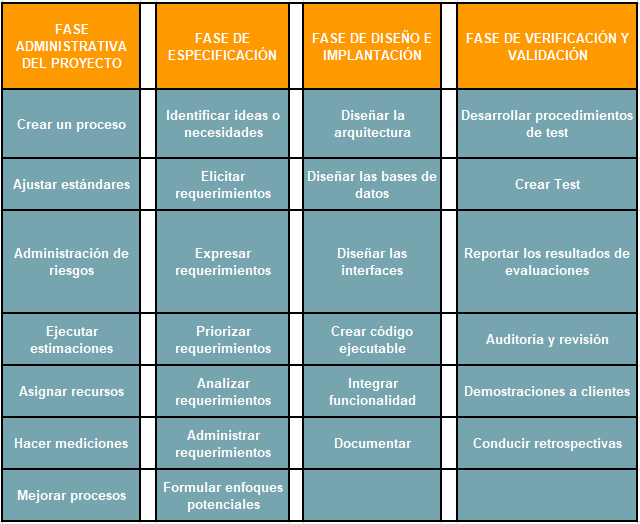 FASE
ADMINISTRATIVA
DEL PROYECTO
FASE DE
ESPECIFICACIÓN
FASE DE DISEÑO E
IMPLANTACIÓN
FASE DE VERIFICACIÓN Y
VALIDACIÓN
Crear un proceso
Identificar ideas o
necesidades
Diseñar la
arquitectura
Desarrollar procedimientos
de test
Ajustar estándares
Elicitar
requerimientos
Diseñar las bases de
datos
Crear Test
Administración de
riesgos
Expresar
requerimientos
Diseñar las
interfaces
Reportar los resultados de
evaluaciones
Ejecutar
estimaciones
Priorizar
requerimientos
Crear código
ejecutable
Auditoría y revisión
Asignar recursos
Analizar
requerimientos
Integrar
funcionalidad
Demostraciones a clientes
Hacer mediciones
Administrar
requerimientos
Documentar
Conducir retrospectivas
Mejorar procesos
Formular enfoques
potenciales